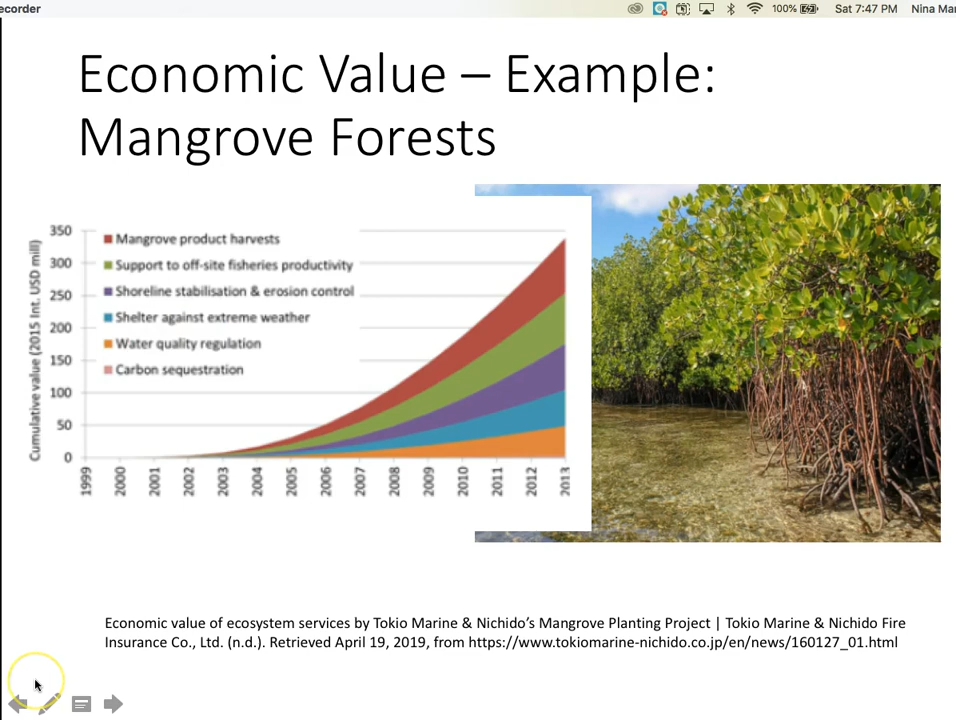 ecorder
100%
Sat 7:47 PM
Nina Mar
Economic Value – Example:
Mangrove Forests
Cumulative value (2015 Int. USD mill)
350
300
250
200
150
100
50
0
Mangrove product harvests
Support to off-site fisheries productivity
Shoreline stabilisation & erosion control
Shelter against extreme weather
Water quality regulation
Carbon sequestration
1999
2000
2001
2002
2003
2004
2005
2006
2007
2008
2009
2010
2011
2012
2013
Economic value of ecosystem services by Tokio Marine & Nichido’s Mangrove Planting Project | Tokio Marine & Nichido Fire
Insurance Co., Ltd. (n.d.). Retrieved April 19, 2019, from https://www.tokiomarine-nichido.co.jp/en/news/160127_01.html